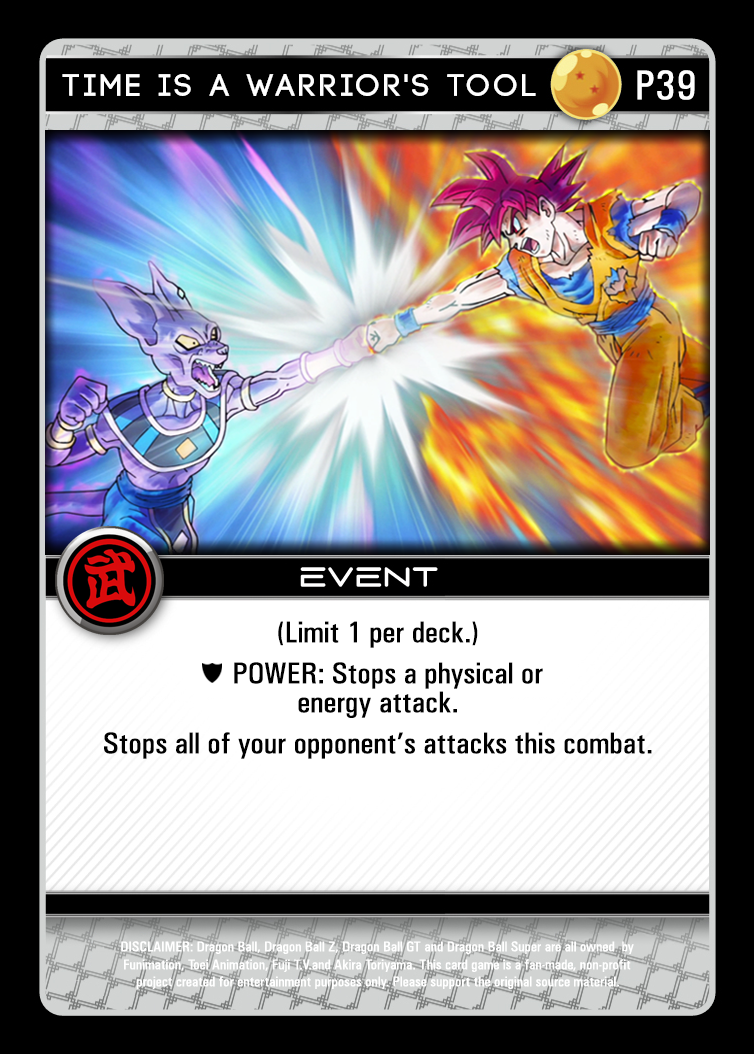 TIME IS A WARRIOR'S TOOL P39
EVENT
武
(Limit 1 per deck.)
POWER: Stops a physical or
energy attack.
Stops all of your opponent's attacks this combat.
DISCLAIMER: Dragon Ball, Dragon Ball Z, Dragon Ball GT and Dragon Ball Super are all owned by
Funimation, Toei Animation, Fuji T.V.and Akira Toriyama. This card game is a fan-made, non-profit
project created for entertainment purposes only. Please support the original source material.